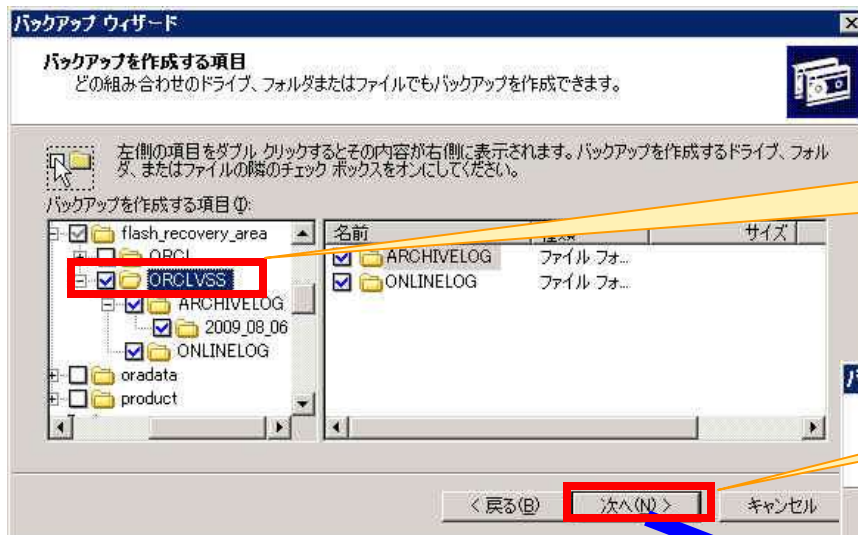 バックアップ ウィザード
バックアップを作成する項目
どの組み合わせのドライブ、フォルダまたはファイルでもバックアップを作成できます。
左側の項目をダブル クリックするとその内容が右側に表示されます。バックアップを作成するドライブ、フォル
ダ、またはファイルの隣のチェック ボックスをオンにしてください。
バックアップを作成する項目(I):
flash_recovery_area
ORCL
ORCLVSS
ARCHIVELOG
2009_08_06
ONLINELOG
oradata
product
名前 サイズ
ARCHIVELOG ファイル フォ...
ONLINELOG ファイル フォ...
< 戻る(B) 次へ(N) > キャンセル